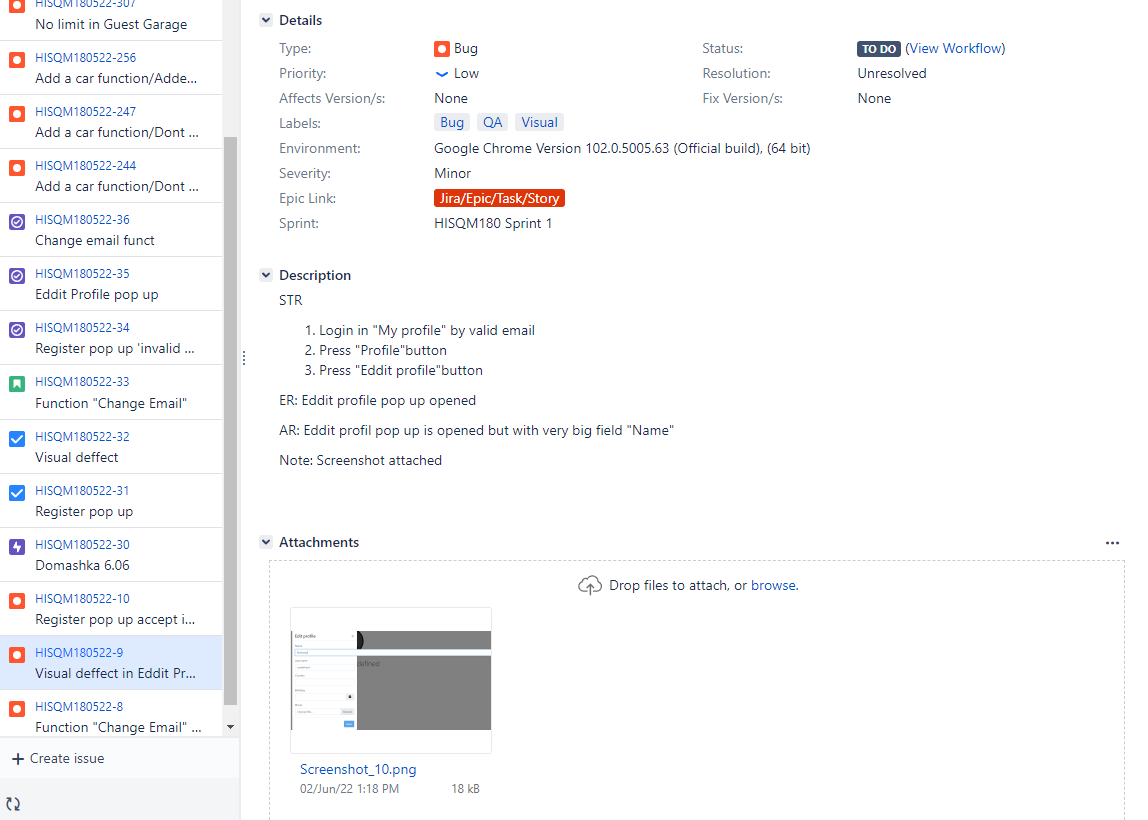 HISQM180522-307
No limit in Guest Garage
HISQM180522-256
Add a car function/Adde...
HISQM180522-247
Add a car function/Dont ...
HISQM180522-244
Add a car function/Dont ...
HISQM180522-36
Change email funct
HISQM180522-35
Eddit Profile pop up
HISQM180522-34
Register pop up 'invalid ...
HISQM180522-33
Function "Change Email"
HISQM180522-32
Visual deffect
HISQM180522-31
Register pop up
HISQM180522-30
Domashka 6.06
HISQM180522-10
Register pop up accept i...
HISQM180522-9
Visual deffect in Eddit Pr...
HISQM180522-8
Function "Change Email" ...
+ Create issue
Details
Type: Bug
Status: TO DO (View Workflow)
Priority: Low
Resolution: Unresolved
Affects Version/s: None
Fix Version/s: None
Labels: Bug QA Visual
Environment: Google Chrome Version 102.0.5005.63 (Official build), (64 bit)
Severity: Minor
Epic Link: Jira/Epic/Task/Story
Sprint: HISQM180 Sprint 1
Description
STR
1. Login in "My profile" by valid email
2. Press "Profile"button
3. Press "Eddit profile"button
ER: Eddit profile pop up opened
AR: Eddit profil pop up is opened but with very big field "Name"
Note: Screenshot attached
Attachments
Drop files to attach, or browse.
Edit profile
Screenshot_10.png
02/Jun/22 1:18 PM 18 kB